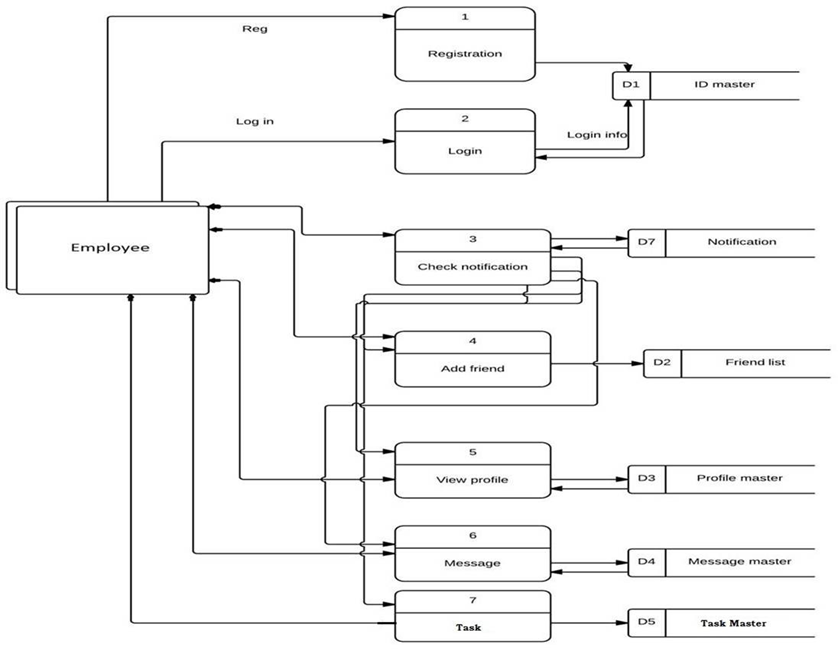 1
Reg
Registration
D1
ID master
Log in
2
Login info
Login
Employee
3
Check notification
D7
Notification
4
Add friend
D2
Friend list
5
View profile
D3
Profile master
6
Message
D4
Message master
7
Task
D5
Task Master